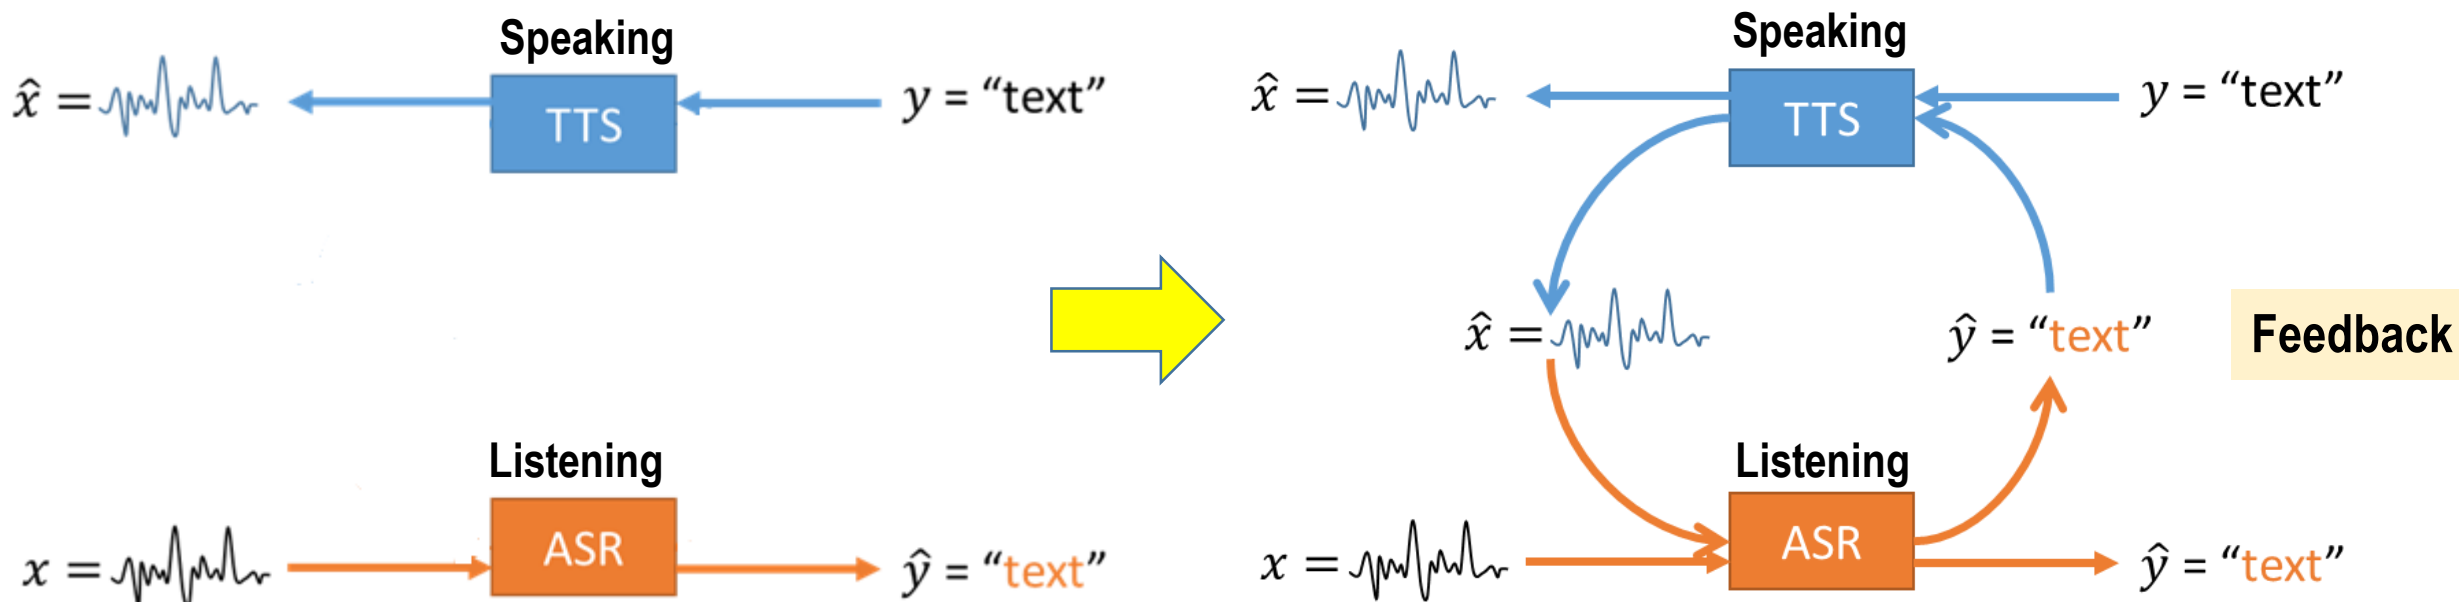 Speaking
x̂ =
TTS
y = “text”
Listening
x =
ASR
ŷ = “text”
Speaking
x̂ =
TTS
y = “text”
x̂ =
ŷ = “text”
Feedback
Listening
x =
ASR
ŷ = “text”